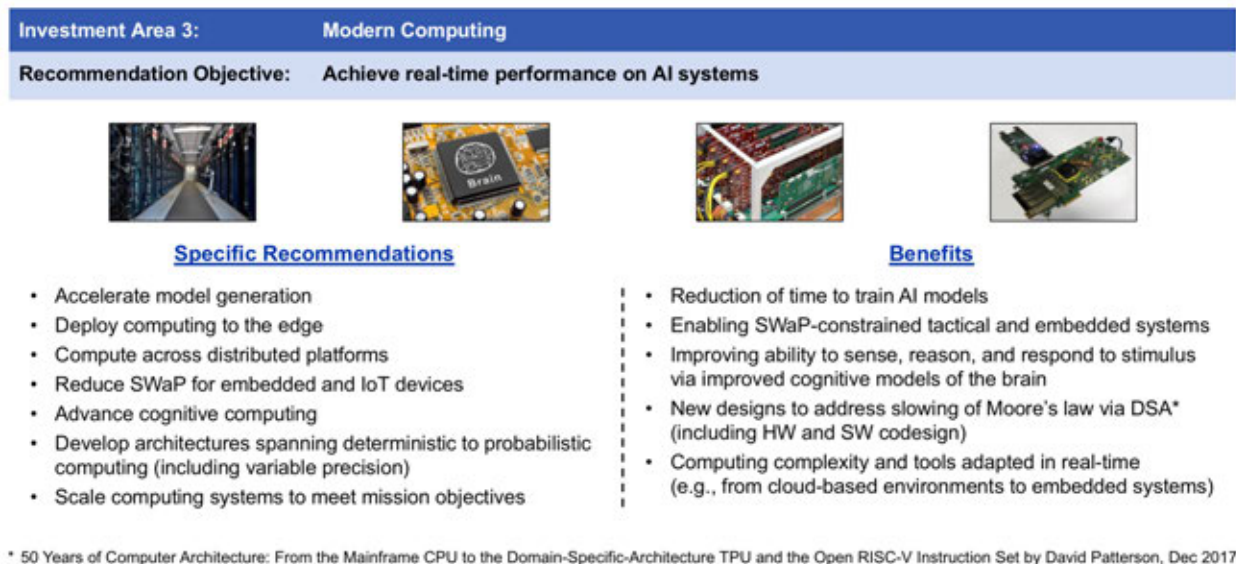 Investment Area 3: Modern Computing
Recommendation Objective: Achieve real-time performance on AI systems
Brain
Specific Recommendations
• Accelerate model generation
• Deploy computing to the edge
• Compute across distributed platforms
• Reduce SWaP for embedded and IoT devices
• Advance cognitive computing
• Develop architectures spanning deterministic to probabilistic
computing (including variable precision)
• Scale computing systems to meet mission objectives
Benefits
• Reduction of time to train AI models
• Enabling SWaP-constrained tactical and embedded systems
• Improving ability to sense, reason, and respond to stimulus
via improved cognitive models of the brain
• New designs to address slowing of Moore's law via DSA*
(including HW and SW codesign)
• Computing complexity and tools adapted in real-time
(e.g., from cloud-based environments to embedded systems)
* 50 Years of Computer Architecture: From the Mainframe CPU to the Domain-Specific-Architecture TPU and the Open RISC-V Instruction Set by David Patterson, Dec 2017